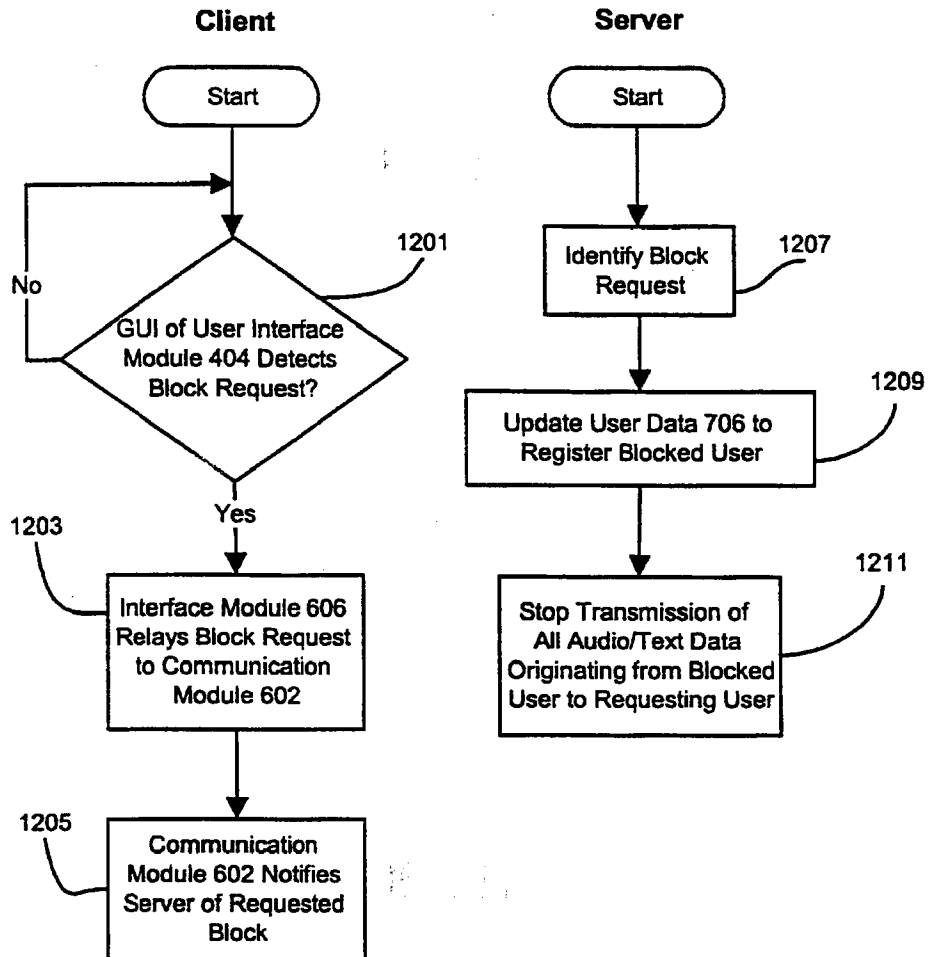 Client
Start
1201
No
GUI of User Interface
Module 404 Detects
Block Request?
Yes
1203
Interface Module 606
Relays Block Request
to Communication
Module 602
1205
Communication
Module 602 Notifies
Server of Requested
Block
Server
Start
1207
Identify Block
Request
1209
Update User Data 706 to
Register Blocked User
1211
Stop Transmission of
All Audio/Text Data
Originating from Blocked
User to Requesting User